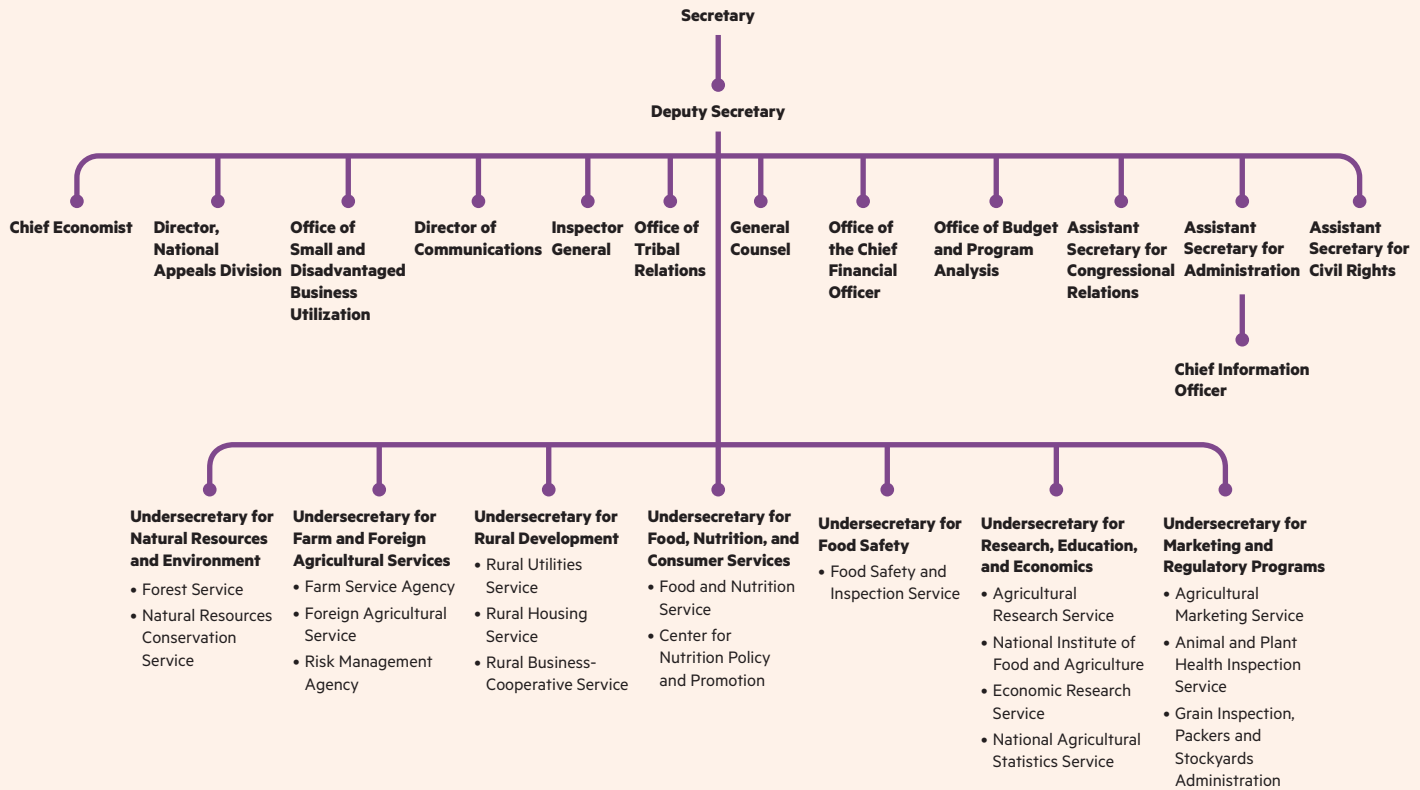 Secretary
Deputy Secretary
Chief Economist
Director,
National
Appeals Division
Office of
Small and
Disadvantaged
Business
Utilization
Director of
Communications
Inspector
General
Office of
Tribal
Relations
General
Counsel
Office of
the Chief
Financial
Officer
Office of Budget
and Program
Analysis
Assistant
Secretary for
Congressional
Relations
Assistant
Secretary for
Administration
Assistant
Secretary for
Civil Rights
Chief Information
Officer
Undersecretary for
Natural Resources
and Environment
• Forest Service
• Natural Resources
Conservation
Service
Undersecretary for
Farm and Foreign
Agricultural Services
• Farm Service Agency
• Foreign Agricultural
Service
• Risk Management
Agency
Undersecretary for
Rural Development
• Rural Utilities
Service
• Rural Housing
Service
• Rural Business-
Cooperative Service
Undersecretary for
Food, Nutrition, and
Consumer Services
• Food and Nutrition
Service
• Center for
Nutrition Policy
and Promotion
Undersecretary for
Food Safety
• Food Safety and
Inspection Service
Undersecretary for
Research, Education,
and Economics
• Agricultural
Research Service
• National Institute of
Food and Agriculture
• Economic Research
Service
• National Agricultural
Statistics Service
Undersecretary for
Marketing and
Regulatory Programs
• Agricultural
Marketing Service
• Animal and Plant
Health Inspection
Service
• Grain Inspection,
Packers and
Stockyards
Administration